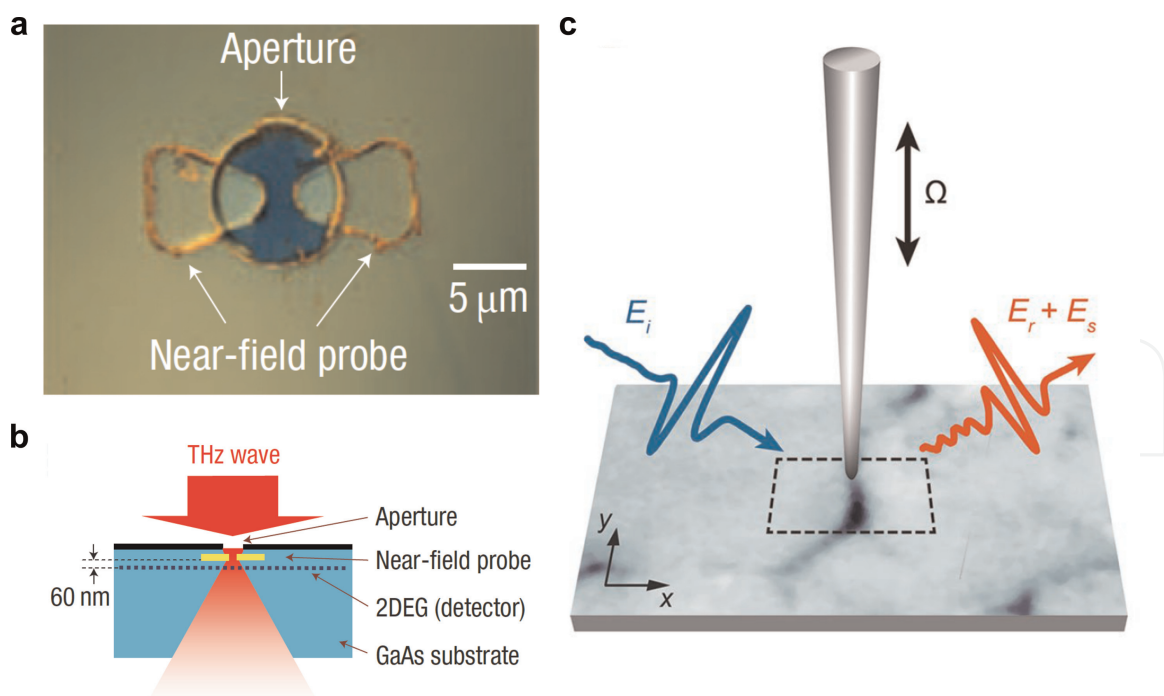 a
Aperture
5 μm
Near-field probe
b
THz wave
Aperture
Near-field probe
60 nm
2DEG (detector)
GaAs substrate
c
Ω
E_i
E_r + E_s
y
x